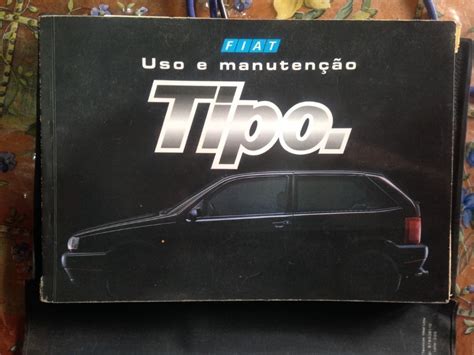 FIAT
Uso e manutenção
Tipo.